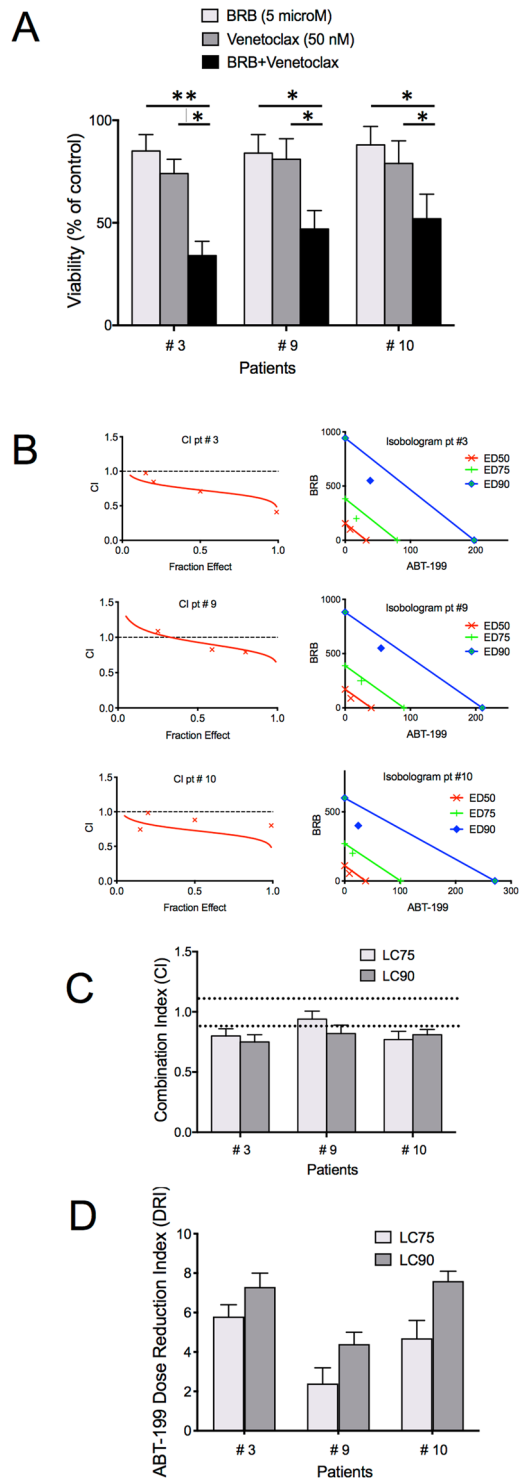 A
BRB (5 microM)
Venetoclax (50 nM)
BRB+Venetoclax
** * *
* * *
100
50
0
Viability (% of control)
# 3 # 9 # 10
Patients
B
CI pt # 3
1.5
1.0
0.5
0.0
CI
0.0 0.5 1.0
Fraction Effect
Isobologram pt #3
1000
500
0
BRB
ED50
ED75
ED90
0 100 200
ABT-199
CI pt # 9
1.5
1.0
0.5
0.0
CI
0.0 0.5 1.0
Fraction Effect
Isobologram pt #9
1000
500
0
BRB
ED50
ED75
ED90
0 100 200
ABT-199
CI pt # 10
1.5
1.0
0.5
0.0
CI
0.0 0.5 1.0
Fraction Effect
Isobologram pt #10
500
0
BRB
ED50
ED75
ED90
0 100 200 300
ABT-199
C
LC75
LC90
1.5
1.0
0.5
0.0
Combination Index (CI)
# 3 # 9 # 10
Patients
D
LC75
LC90
10
8
6
4
2
0
ABT-199 Dose Reduction Index (DRI)
# 3 # 9 # 10
Patients